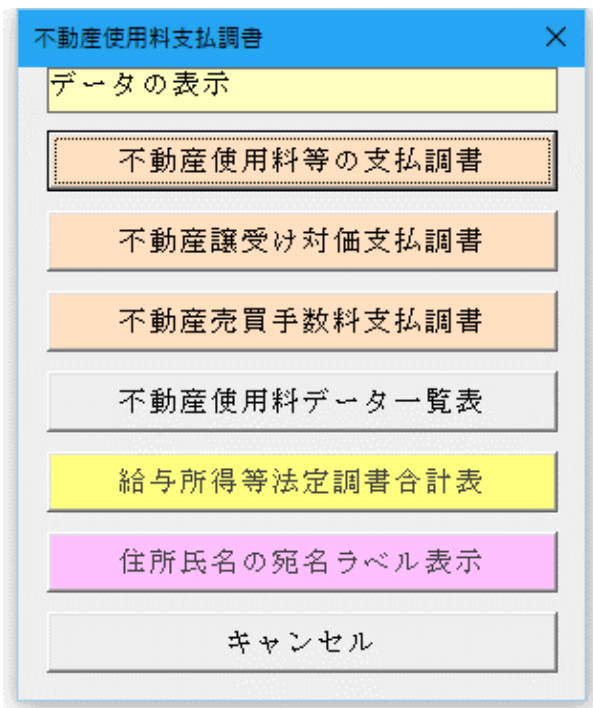 不動産使用料支払調書
データの表示
不動産使用料等の支払調書
不動産譲受け対価支払調書
不動産売買手数料支払調書
不動産使用料データ一覧表
給与所得等法定調書合計表
住所氏名の宛名ラベル表示
キャンセル